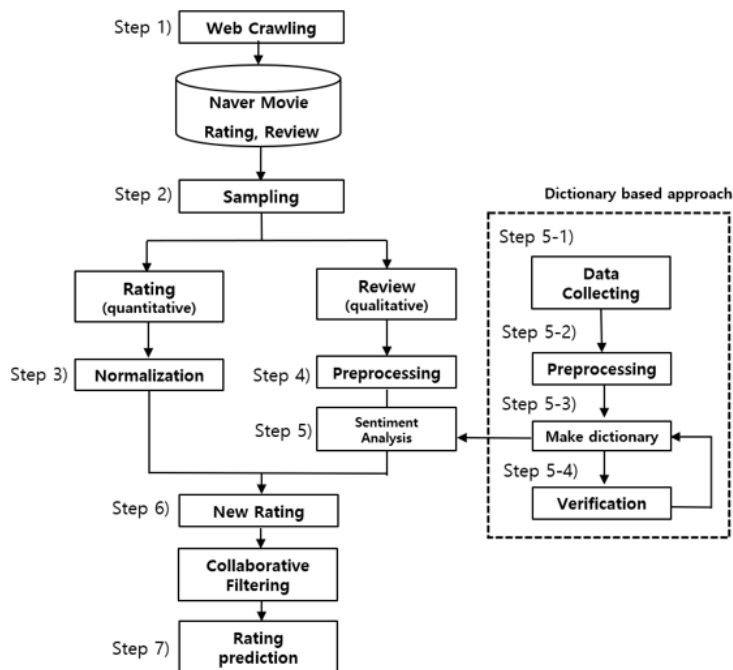 Step 1)
Web Crawling
Naver Movie
Rating, Review
Step 2)
Sampling
Rating
(quantitative)
Review
(qualitative)
Step 3)
Normalization
Step 4)
Preprocessing
Step 5)
Sentiment
Analysis
Dictionary based approach
Step 5-1)
Data
Collecting
Step 5-2)
Preprocessing
Step 5-3)
Make dictionary
Step 5-4)
Verification
Step 6)
New Rating
Collaborative
Filtering
Step 7)
Rating
prediction